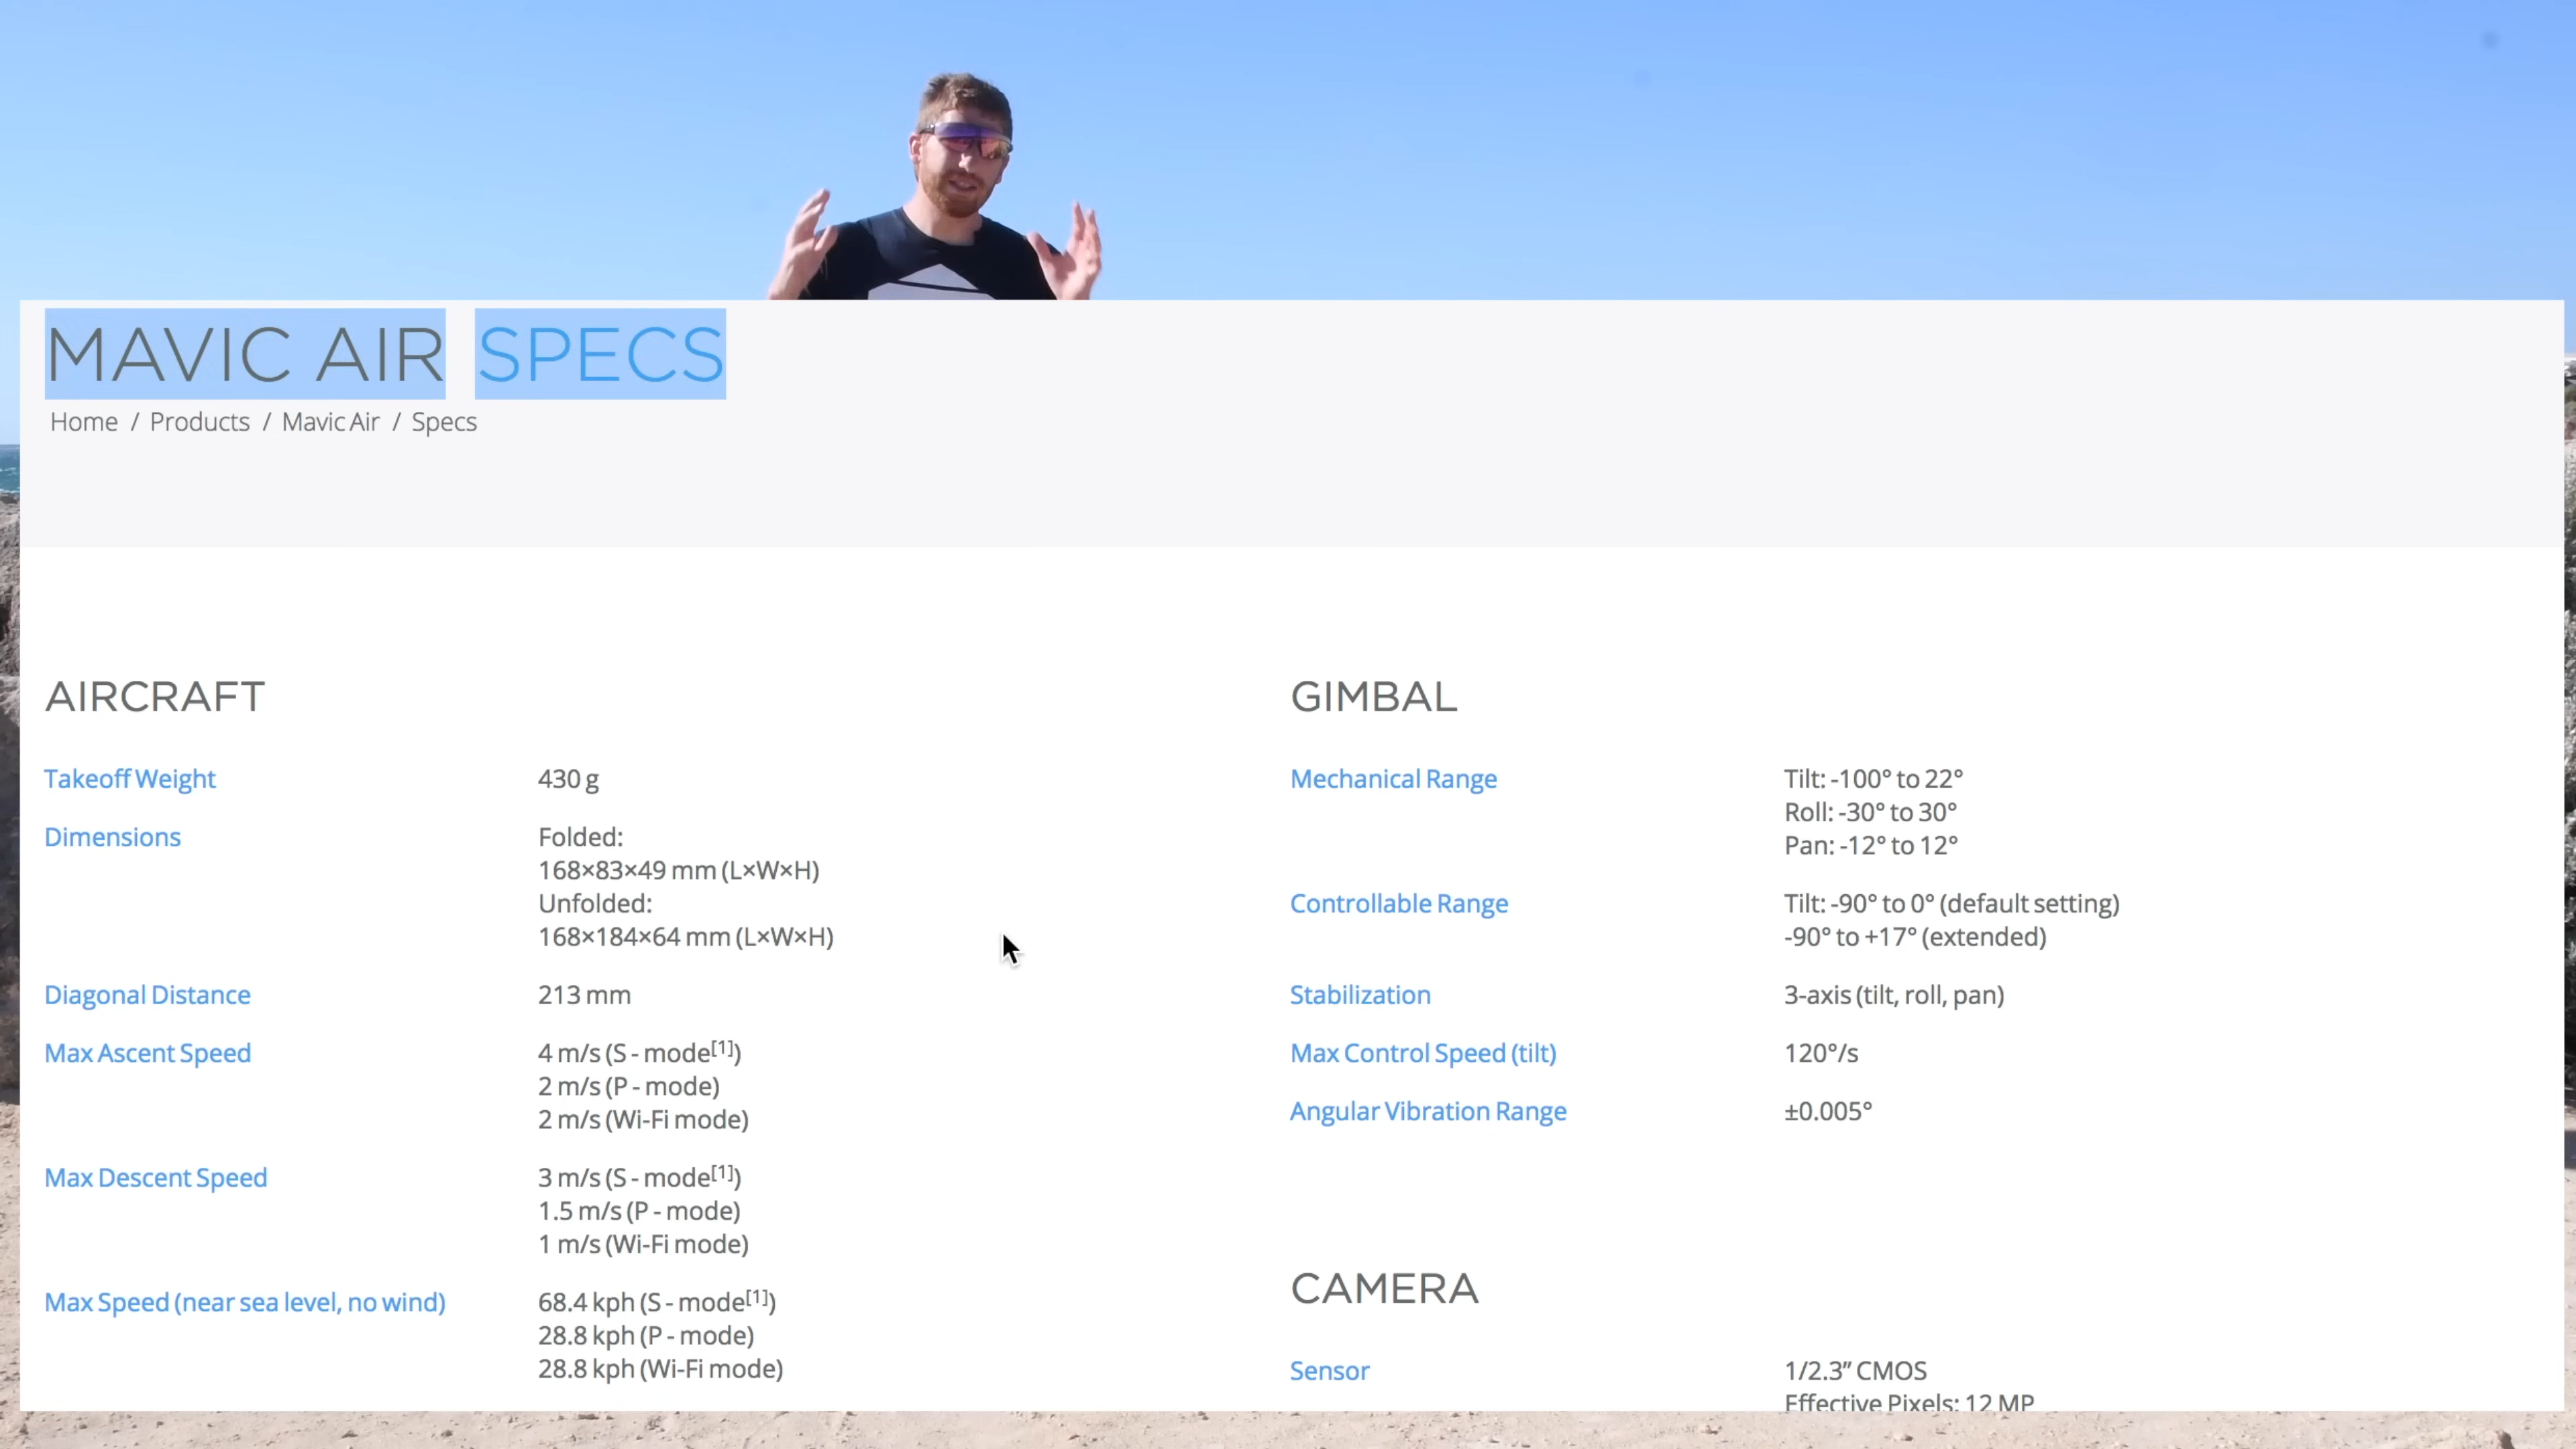 MAVIC AIR SPECS
Home / Products / Mavic Air / Specs
AIRCRAFT
Takeoff Weight 430 g
Dimensions Folded:
168×83×49 mm (L×W×H)
Unfolded:
168×184×64 mm (L×W×H)
Diagonal Distance 213 mm
Max Ascent Speed 4 m/s (S - mode[1])
2 m/s (P - mode)
2 m/s (Wi-Fi mode)
Max Descent Speed 3 m/s (S - mode[1])
1.5 m/s (P - mode)
1 m/s (Wi-Fi mode)
Max Speed (near sea level, no wind) 68.4 kph (S - mode[1])
28.8 kph (P - mode)
28.8 kph (Wi-Fi mode)
GIMBAL
Mechanical Range Tilt: -100° to 22°
Roll: -30° to 30°
Pan: -12° to 12°
Controllable Range Tilt: -90° to 0° (default setting)
-90° to +17° (extended)
Stabilization 3-axis (tilt, roll, pan)
Max Control Speed (tilt) 120°/s
Angular Vibration Range ±0.005°
CAMERA
Sensor 1/2.3” CMOS
Effective Pixels: 12 MP